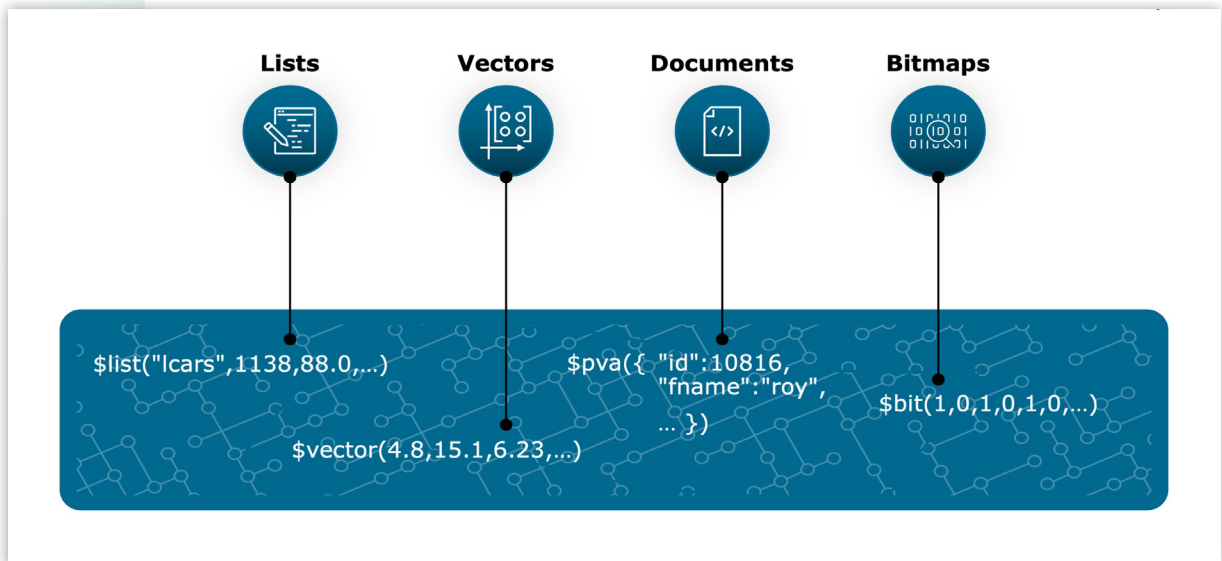 Lists
Vectors
Documents
Bitmaps
$list("lcars",1138,88.0,...)
$vector(4.8,15.1,6.23,...)
$pva({ "id":10816,
"fname":"roy",
... })
$bit(1,0,1,0,1,0,...)